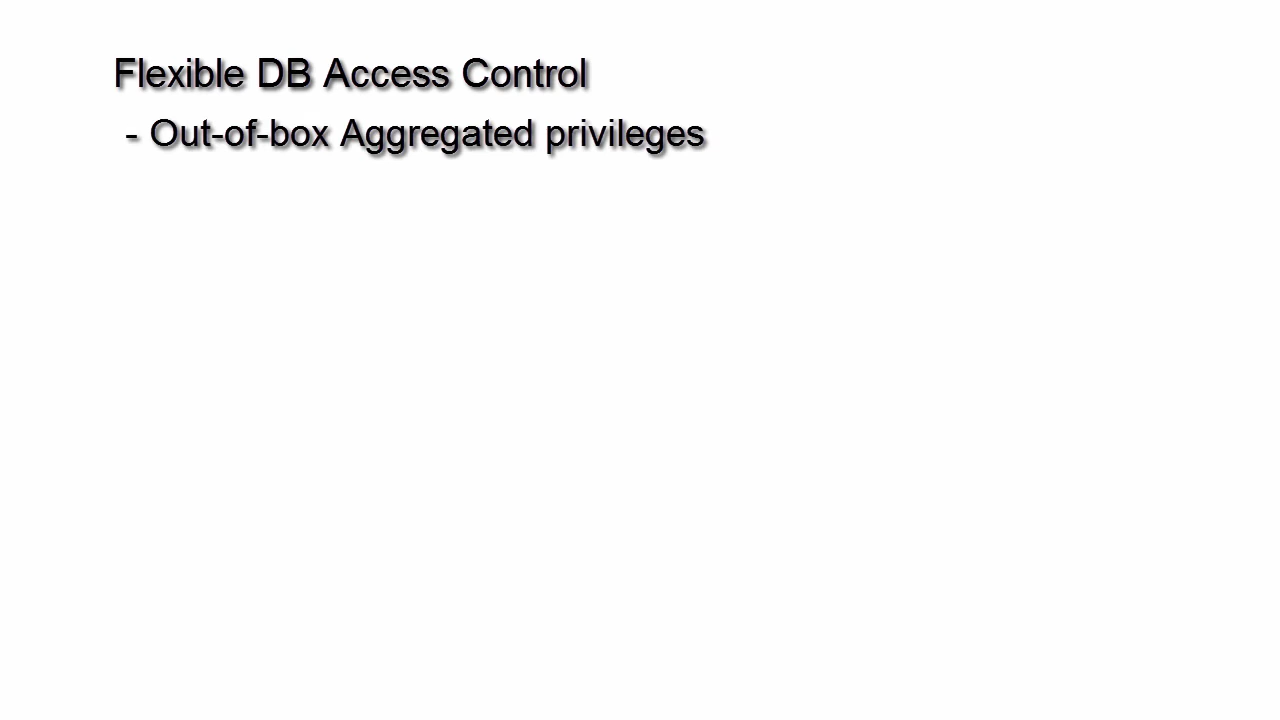 Flexible DB Access Control
- Out-of-box Aggregated privileges